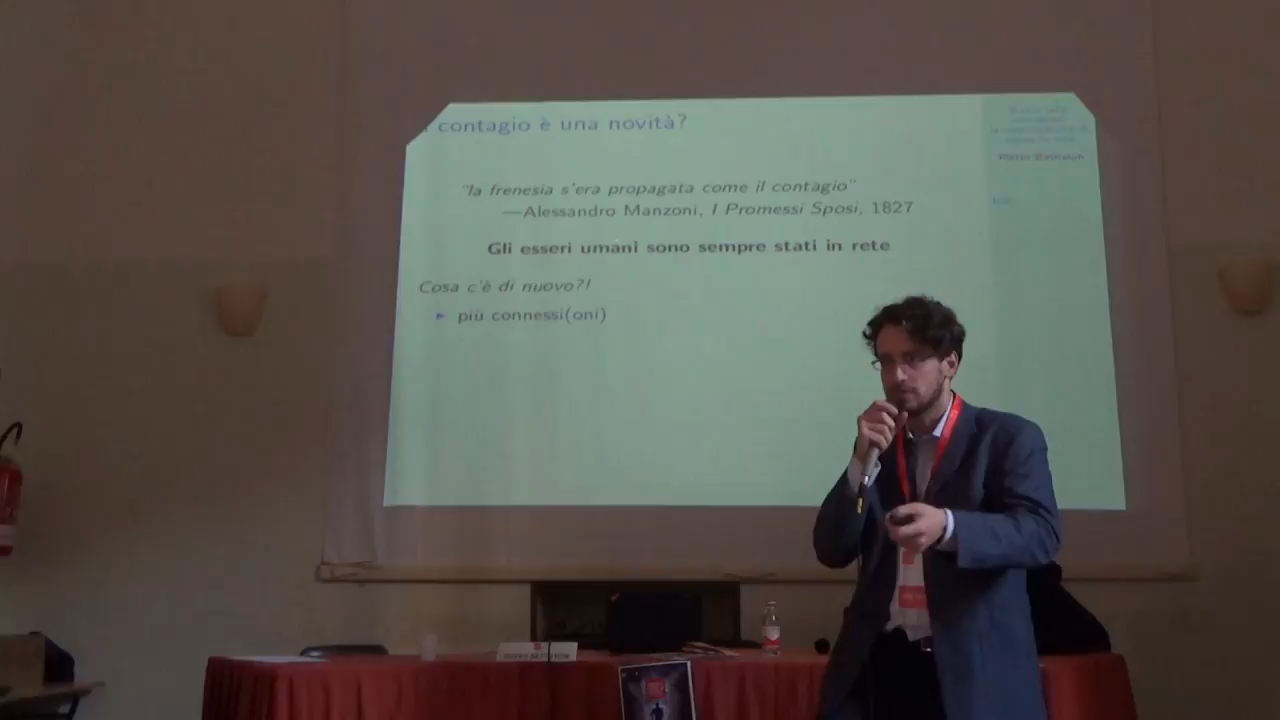 contagio è una novità?
“la frenesia s'era propagata come il contagio”
—Alessandro Manzoni, I Promessi Sposi, 1827
Gli esseri umani sono sempre stati in rete
Cosa c'è di nuovo?!
► più connessi(oni)